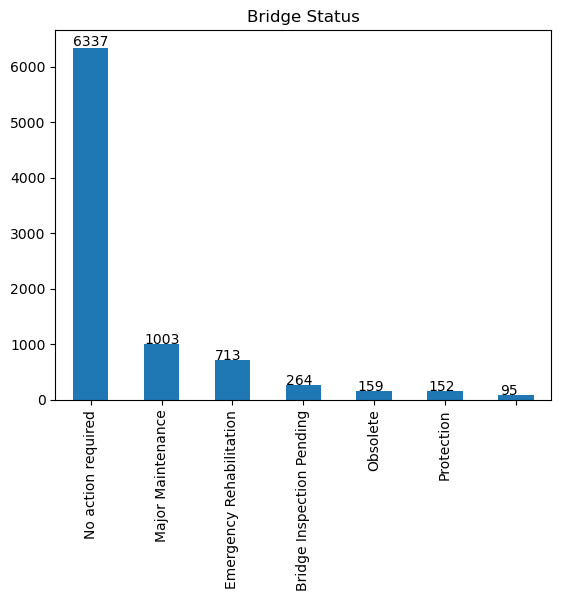 Bridge Status
6337
1003
713
264
159
152
95
6000
5000
4000
3000
2000
1000
0
No action required
Major Maintenance
Emergency Rehabilitation
Bridge Inspection Pending
Obsolete
Protection